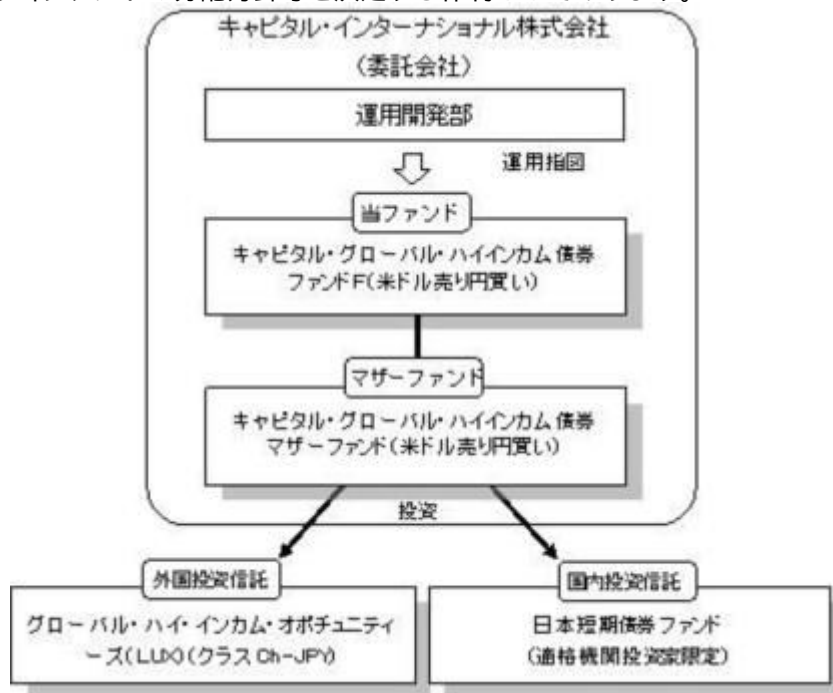 キャピタル・インターナショナル株式会社
(委託会社)
運用開発部
運用指図
当ファンド
キャピタル・グローバル・ハイインカム債券
ファンドF(米ドル売り円買い)
マザーファンド
キャピタル・グローバル・ハイインカム債券
マザーファンド(米ドル売り円買い)
投資
外国投資信託
国内投資信託
グローバル・ハイ・インカム・オポチュニティ
ーズ(LUX)(クラスCh-JPY)
日本短期債券ファンド
(適格機関投資家限定)